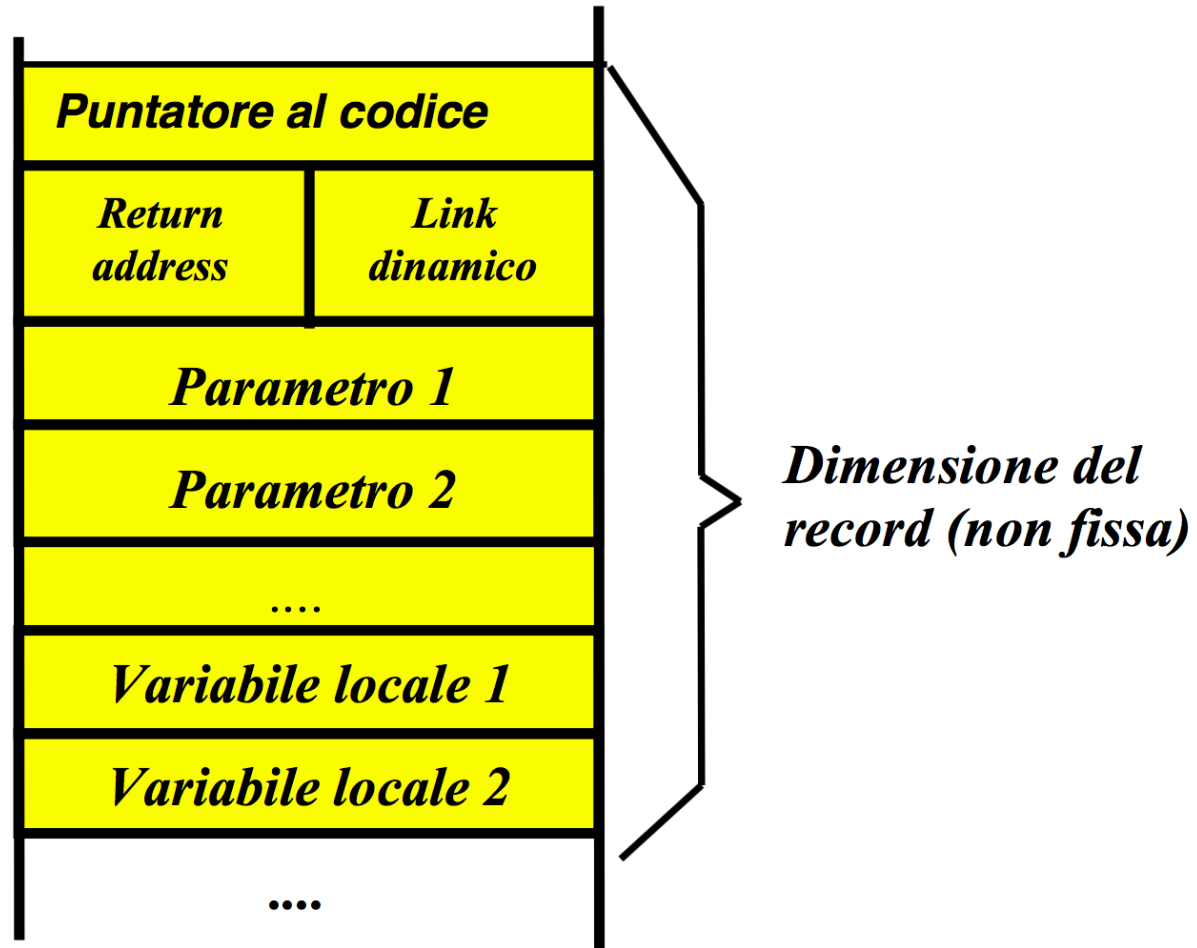 Puntatore al codice
Return
address
Link
dinamico
Parametro 1
Parametro 2
....
Variabile locale 1
Variabile locale 2
....
Dimensione del
record (non fissa)